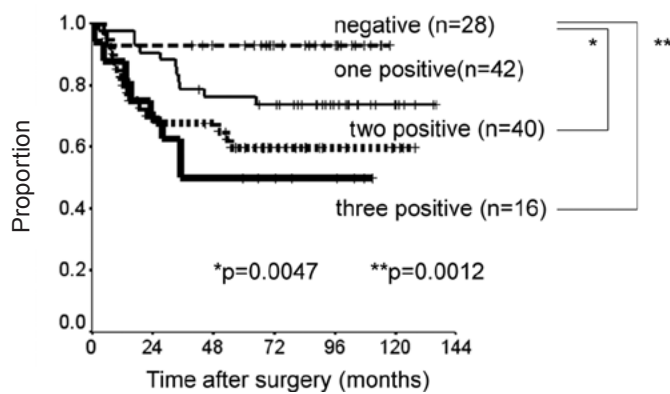 1.0
0.8
0.6
0.4
0.2
0.0
Proportion
negative (n=28)
one positive(n=42)
two positive (n=40)
three positive (n=16)
*
**
*p=0.0047
**p=0.0012
0
24
48
72
96
120
144
Time after surgery (months)